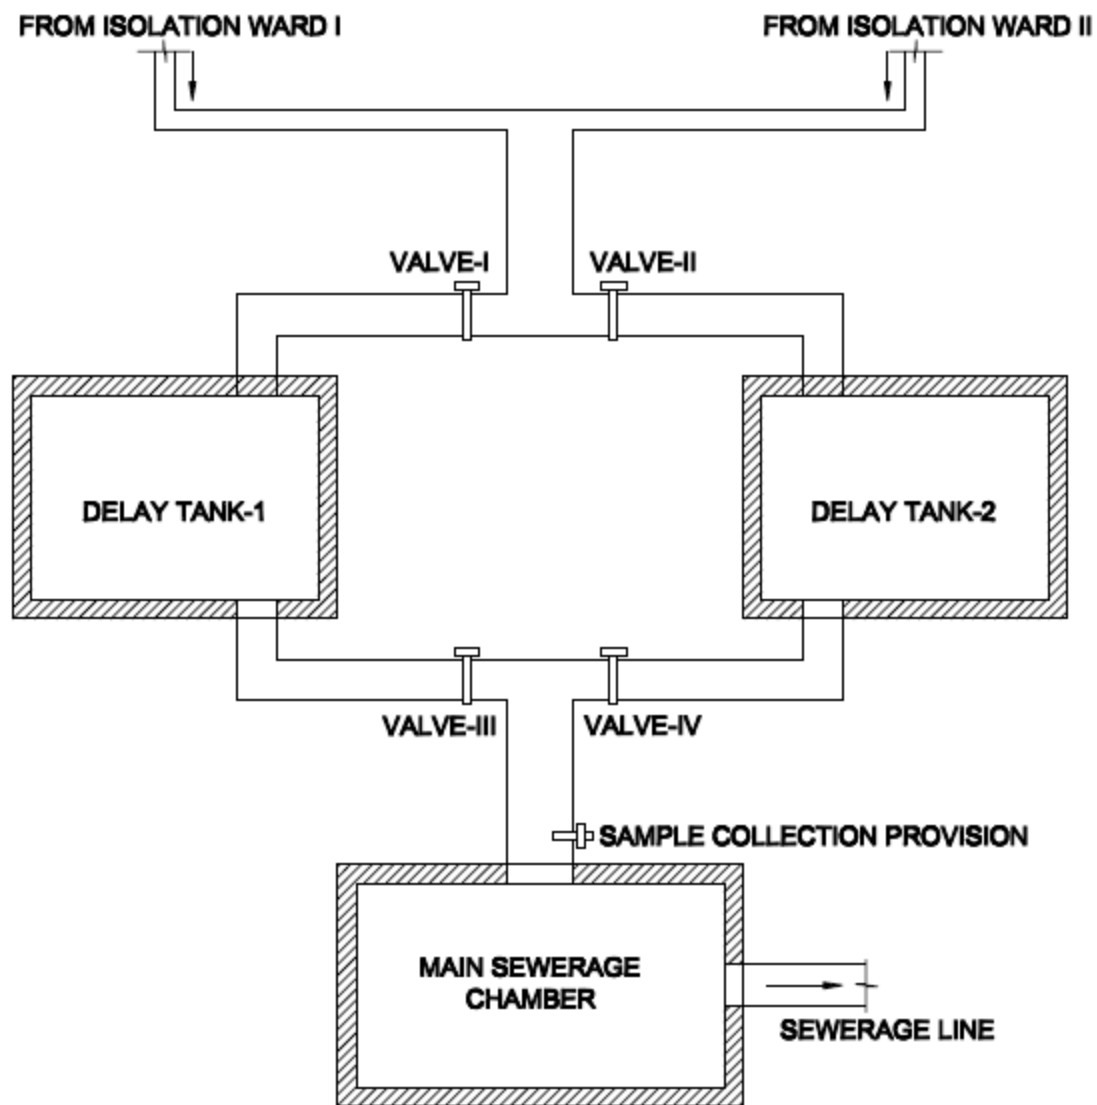 FROM ISOLATION WARD I
FROM ISOLATION WARD II
VALVE-I
VALVE-II
DELAY TANK-1
DELAY TANK-2
VALVE-III
VALVE-IV
SAMPLE COLLECTION PROVISION
MAIN SEWERAGE
CHAMBER
SEWERAGE LINE